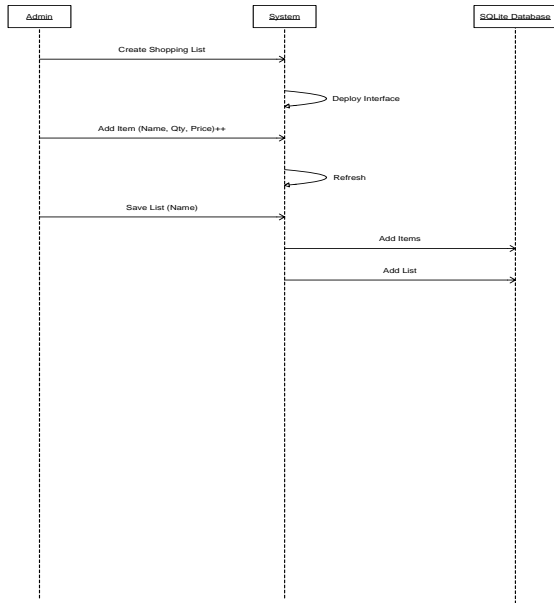 Admin
System
SQLite Database
Create Shopping List
Deploy Interface
Add Item (Name, Qty, Price)++
Refresh
Save List (Name)
Add Items
Add List